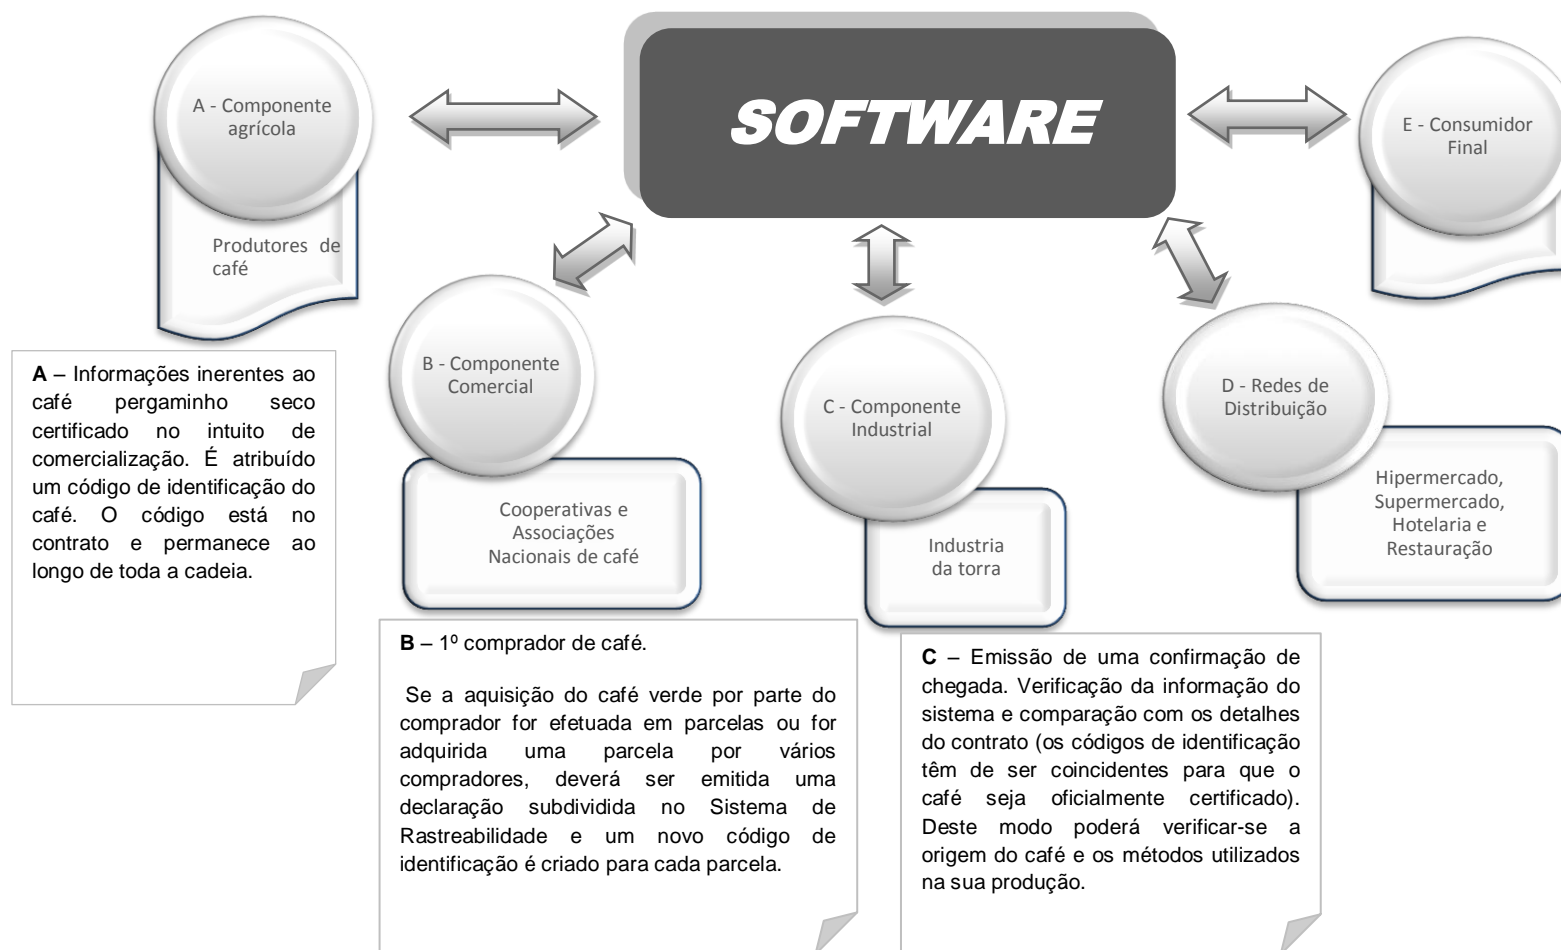 SOFTWARE
A - Componente
agrícola
Produtores de
café
E - Consumidor
Final
B - Componente
Comercial
Cooperativas e
Associações
Nacionais de café
C - Componente
Industrial
Industria
da torra
D - Redes de
Distribuição
Hipermercado,
Supermercado,
Hotelaria e
Restauração
A – Informações inerentes ao
café pergaminho seco
certificado no intuito de
comercialização. É atribuído
um código de identificação do
café. O código está no
contrato e permanece ao
longo de toda a cadeia.
B – 1º comprador de café.
Se a aquisição do café verde por parte do
comprador for efetuada em parcelas ou for
adquirida uma parcela por vários
compradores, deverá ser emitida uma
declaração subdividida no Sistema de
Rastreabilidade e um novo código de
identificação é criado para cada parcela.
C – Emissão de uma confirmação de
chegada. Verificação da informação do
sistema e comparação com os detalhes
do contrato (os códigos de identificação
têm de ser coincidentes para que o
café seja oficialmente certificado).
Deste modo poderá verificar-se a
origem do café e os métodos utilizados
na sua produção.